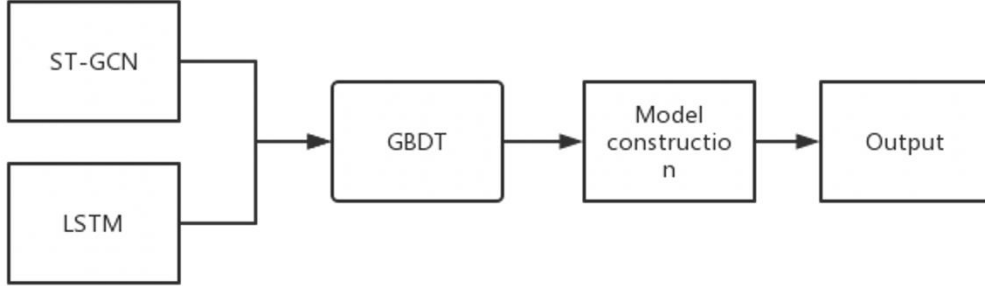 ST-GCN
LSTM
GBDT
Model
constructio
n
Output